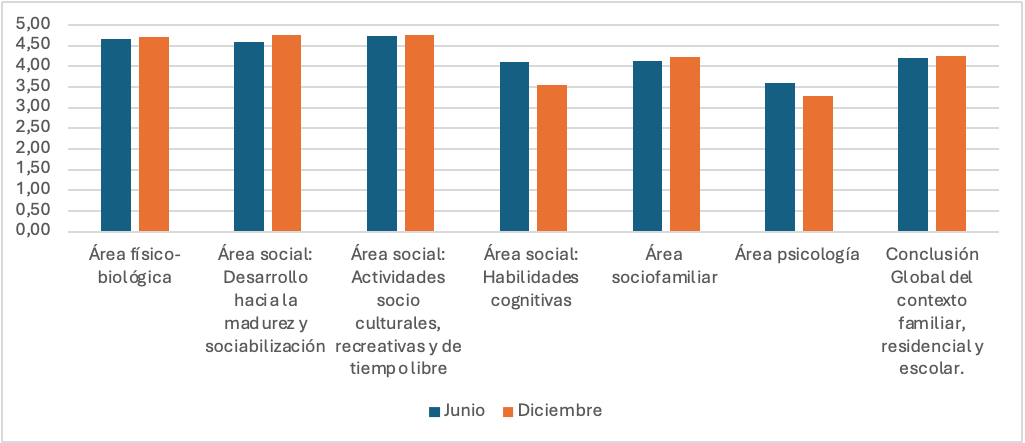 5,00
4,50
4,00
3,50
3,00
2,50
2,00
1,50
1,00
0,50
0,00
Área físico-
biológica
Área social:
Desarrollo
hacia la
madurez y
sociabilización
Área social:
Actividades
socio
culturales,
recreativas y de
tiempo libre
Área social:
Habilidades
cognitivas
Área
sociofamiliar
Área psicología
Conclusión
Global del
contexto
familiar,
residencial y
escolar.
Junio
Diciembre